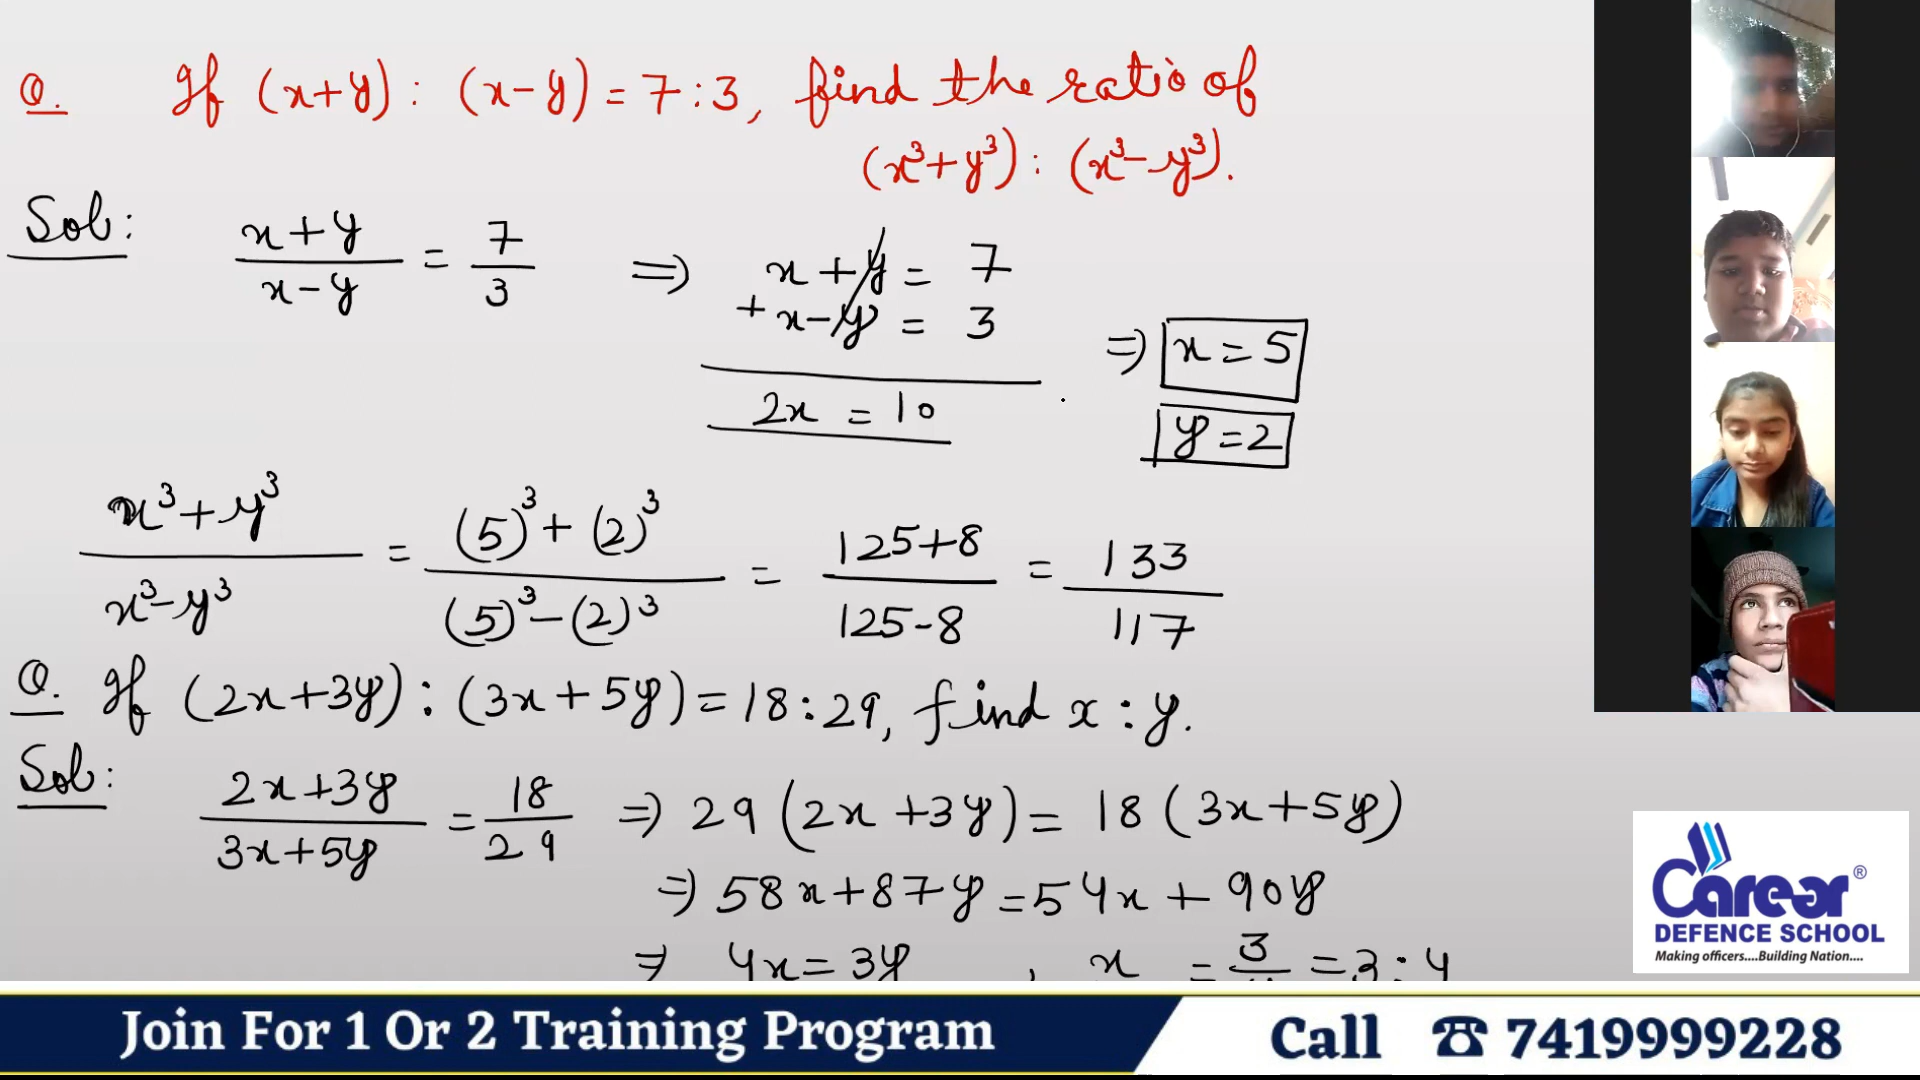 Q. If (x+y) : (x-y) = 7:3, find the ratio of
(x³+y³) : (x³-y³).
Sol: x+y/x-y = 7/3 ⇒ x+y = 7
+x-y = 3
2x = 10
⇒ x=5
y=2
x³+y³/x³-y³ = (5)³+(2)³/(5)³-(2)³ = 125+8/125-8 = 133/117
Q. If (2x+3y) : (3x+5y) = 18:29, find x:y.
Sol: 2x+3y/3x+5y = 18/29 ⇒ 29(2x+3y) = 18(3x+5y)
⇒ 58x+87y = 54x+90y
⇒ 4x = 3y , x = 3 = 3:4
Carear®
DEFENCE SCHOOL
Making officers....Building Nation....
Join For 1 Or 2 Training Program
Call ☎ 7419999228